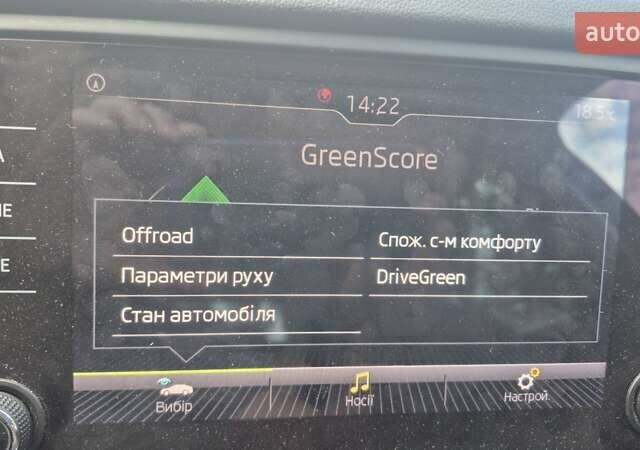 auto
14:22
18.5
GreenScore
Offroad
Спож. с-м комфорту
Параметри руху
DriveGreen
Стан автомобіля
Вибір
Носії
Настрой.